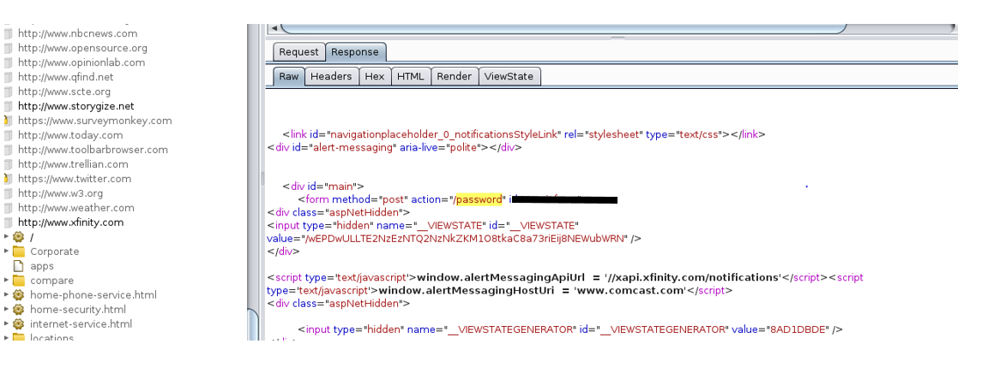 http://www.nbcnews.com
http://www.opensource.org
http://www.opinionlab.com
http://www.qfind.net
http://www.scte.org
http://www.storygize.net
https://www.surveymonkey.com
http://www.today.com
http://www.toolbarbrowser.com
http://www.trellian.com
https://www.twitter.com
http://www.w3.org
http://www.weather.com
http://www.xfinity.com
/
Corporate
apps
compare
home-phone-service.html
home-security.html
internet-service.html
locations
Request Response
Raw Headers Hex HTML Render ViewState
<link id="navigationplaceholder_0_notificationsStyleLink" rel="stylesheet" type="text/css"></link>
<div id="alert-messaging" aria-live="polite"></div>
<div id="main">
<form method="post" action="/password" i
<div class="aspNetHidden">
<input type="hidden" name="__VIEWSTATE" id="__VIEWSTATE"
value="/wEPDwULLTE2NzEzNTQ2NzNkZKM1O8tkaC8a73riEij8NEWubWRN" />
</div>
<script type='text/javascript'>window.alertMessagingApiUrl = '//xapi.xfinity.com/notifications'</script><script
type='text/javascript'>window.alertMessagingHostUri = 'www.comcast.com'</script>
<div class="aspNetHidden">
<input type="hidden" name="__VIEWSTATEGENERATOR" id="__VIEWSTATEGENERATOR" value="8AD1DBDE" />